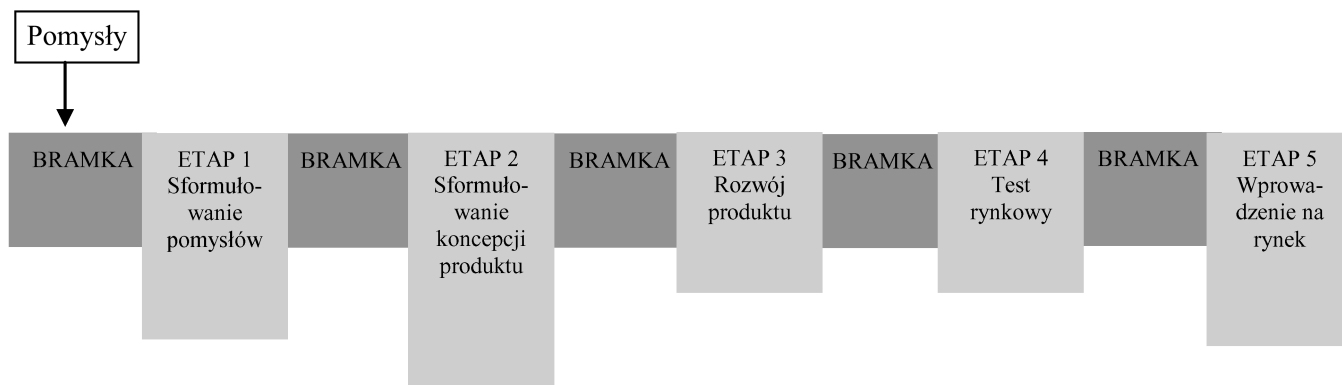 Pomysły
BRAMKA
ETAP 1
Sformuło-
wanie
pomysłów
BRAMKA
ETAP 2
Sformuło-
wanie
koncepcji
produktu
BRAMKA
ETAP 3
Rozwój
produktu
BRAMKA
ETAP 4
Test
rynkowy
BRAMKA
ETAP 5
Wprowa-
dzenie na
rynek